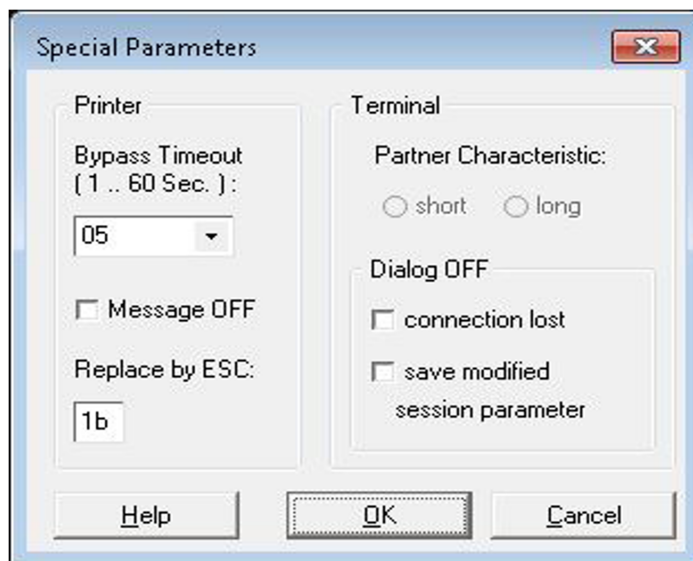 Special Parameters
Printer
Bypass Timeout
( 1 .. 60 Sec. ) :
05
Message OFF
Replace by ESC:
1b
Terminal
Partner Characteristic:
short long
Dialog OFF
connection lost
save modified
session parameter
Help OK Cancel